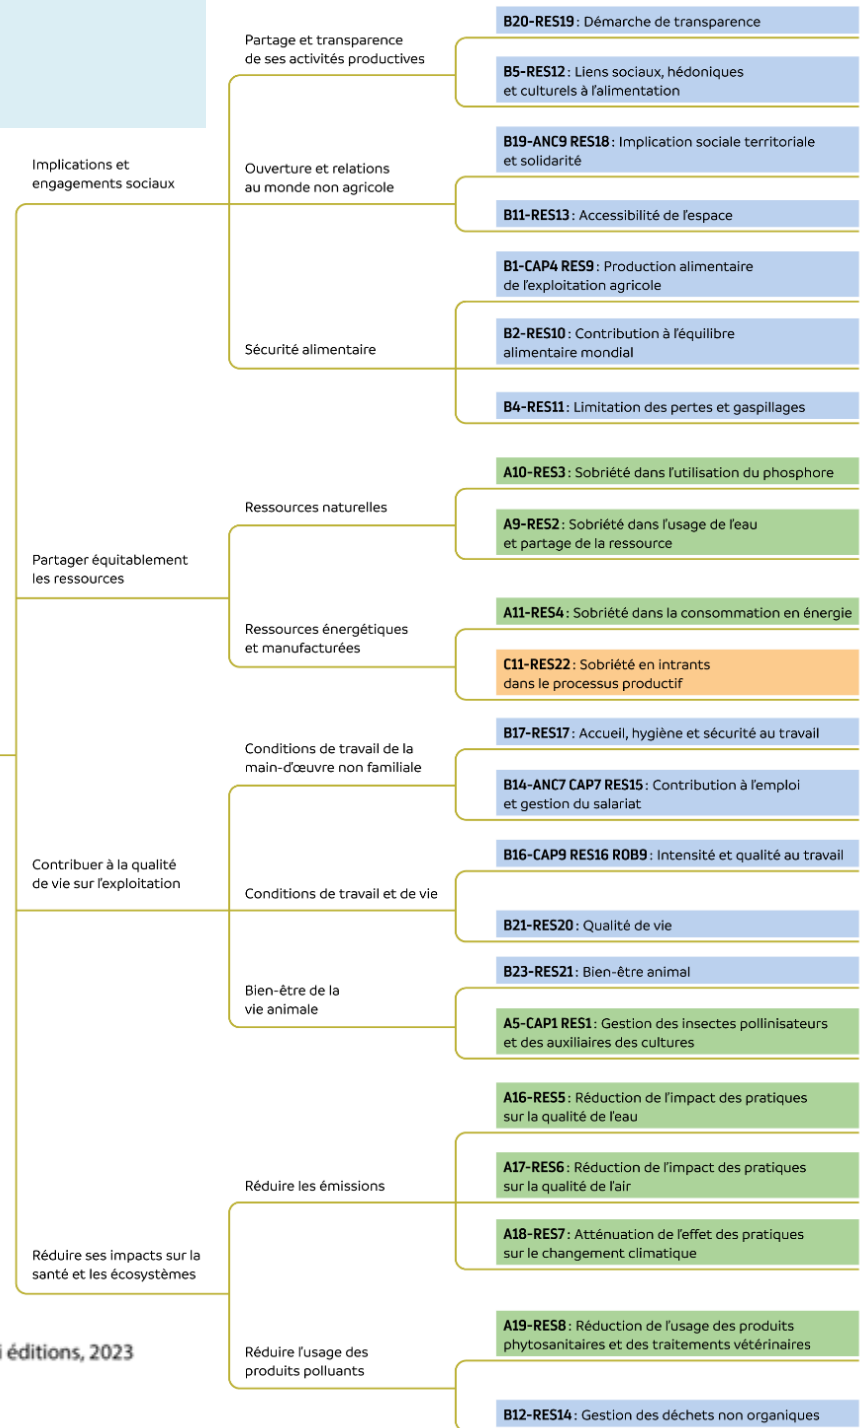 Implications et
engagements sociaux
Partage et transparence
de ses activités productives
B20-RES19 : Démarche de transparence
B5-RES12 : Liens sociaux, hédoniques
et culturels à l'alimentation
Ouverture et relations
au monde non agricole
B19-ANC9 RES18 : Implication sociale territoriale
et solidarité
B11-RES13 : Accessibilité de l'espace
Sécurité alimentaire
B1-CAP4 RES9 : Production alimentaire
de l'exploitation agricole
B2-RES10 : Contribution à l'équilibre
alimentaire mondial
B4-RES11 : Limitation des pertes et gaspillages
Partager équitablement
les ressources
Ressources naturelles
A10-RES3 : Sobriété dans l'utilisation du phosphore
A9-RES2 : Sobriété dans l'usage de l'eau
et partage de la ressource
Ressources énergétiques
et manufacturées
A11-RES4 : Sobriété dans la consommation en énergie
C11-RES22 : Sobriété en intrants
dans le processus productif
Contribuer à la qualité
de vie sur l'exploitation
Conditions de travail de la
main-d'œuvre non familiale
B17-RES17 : Accueil, hygiène et sécurité au travail
B14-ANC7 CAP7 RES15 : Contribution à l'emploi
et gestion du salariat
Conditions de travail et de vie
B16-CAP9 RES16 ROB9 : Intensité et qualité au travail
B21-RES20 : Qualité de vie
Bien-être de la
vie animale
B23-RES21 : Bien-être animal
A5-CAP1 RES1 : Gestion des insectes pollinisateurs
et des auxiliaires des cultures
Réduire ses impacts sur la
santé et les écosystèmes
Réduire les émissions
A16-RES5 : Réduction de l'impact des pratiques
sur la qualité de l'eau
A17-RES6 : Réduction de l'impact des pratiques
sur la qualité de l'air
A18-RES7 : Atténuation de l'effet des pratiques
sur le changement climatique
Réduire l'usage des
produits polluants
A19-RES8 : Réduction de l'usage des produits
phytosanitaires et des traitements vétérinaires
B12-RES14 : Gestion des déchets non organiques
i éditions, 2023